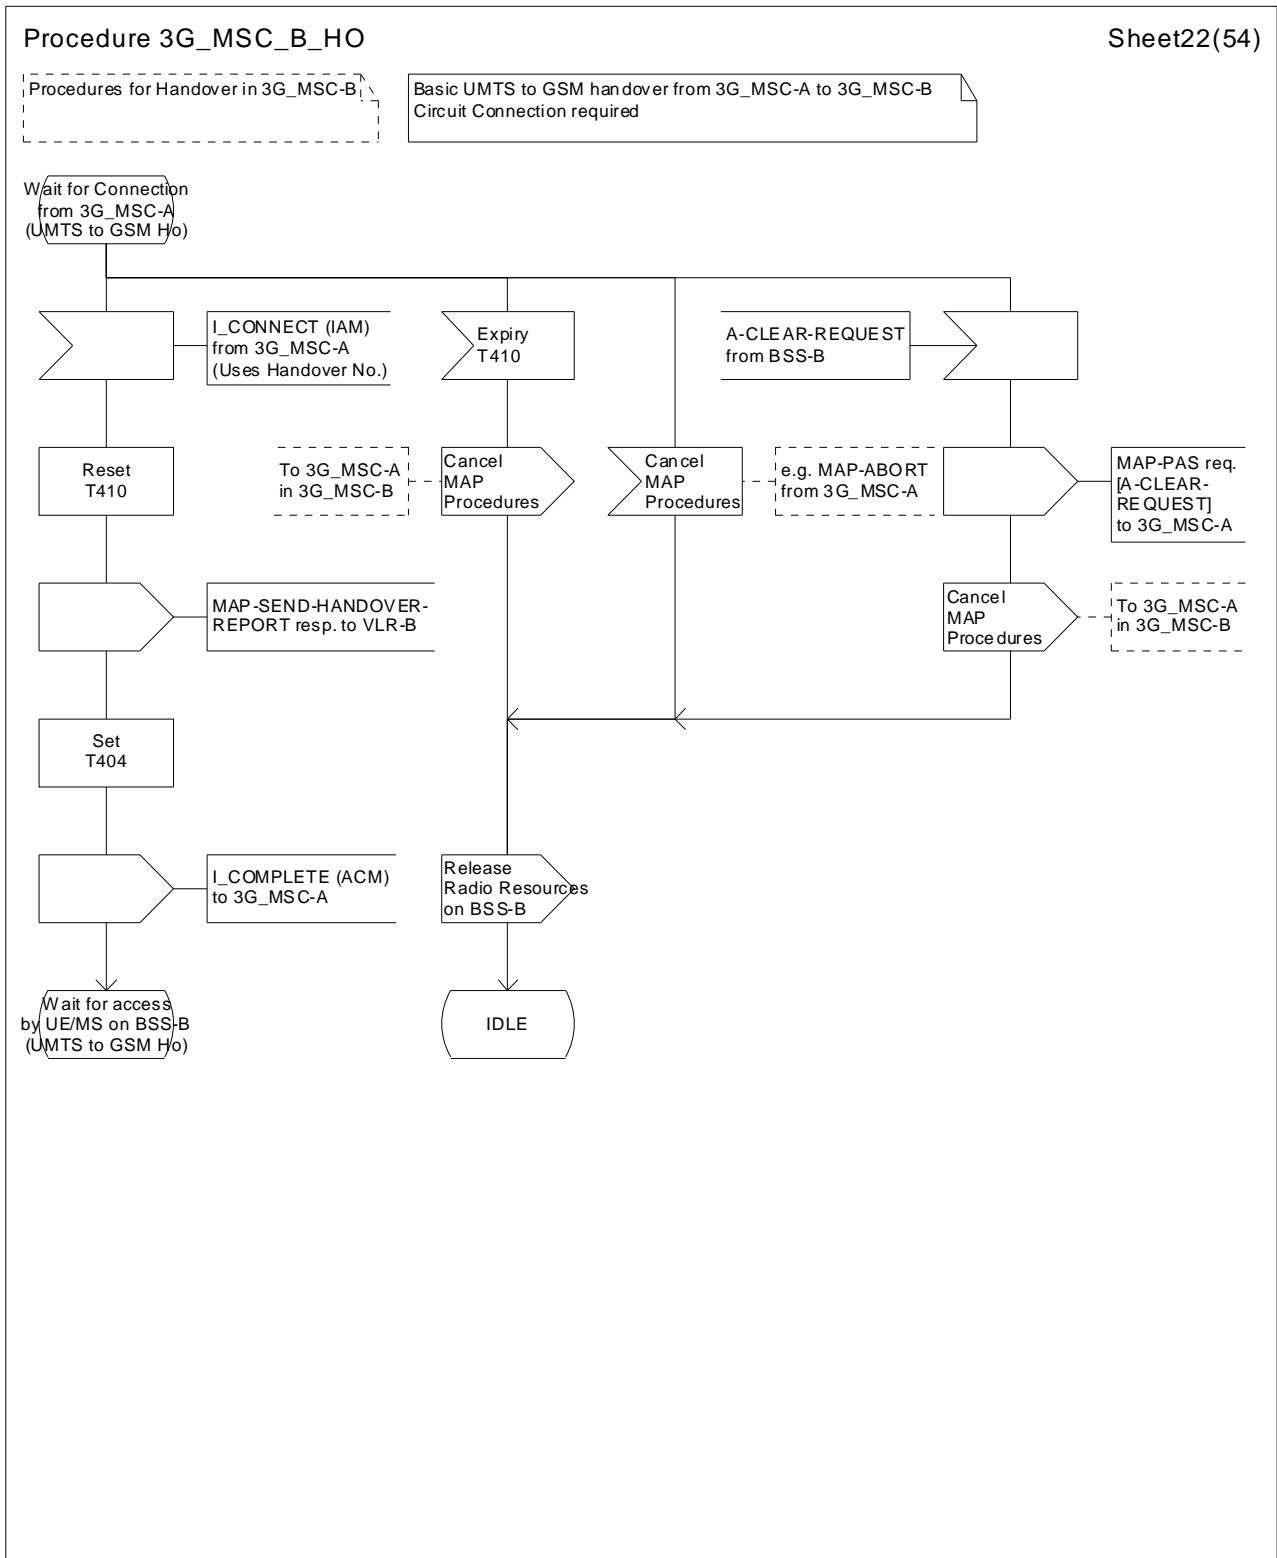 Procedure 3G_MSC_B_HO
Sheet22(54)
Procedures for Handover in 3G_MSC-B
Basic UMTS to GSM handover from 3G_MSC-A to 3G_MSC-B
Circuit Connection required
Wait for Connection
from 3G_MSC-A
(UMTS to GSM Ho)
I_CONNECT (IAM)
from 3G_MSC-A
(Uses Handover No.)
Expiry
T410
A-CLEAR-REQUEST
from BSS-B
Reset
T410
To 3G_MSC-A
in 3G_MSC-B
Cancel
MAP
Procedures
Cancel
MAP
Procedures
e.g. MAP-ABORT
from 3G_MSC-A
MAP-PAS req.
[A-CLEAR-
REQUEST]
to 3G_MSC-A
MAP-SEND-HANDOVER-
REPORT resp. to VLR-B
Cancel
MAP
Procedures
To 3G_MSC-A
in 3G_MSC-B
Set
T404
I_COMPLETE (ACM)
to 3G_MSC-A
Release
Radio Resources
on BSS-B
Wait for access
by UE/MS on BSS-B
(UMTS to GSM Ho)
IDLE